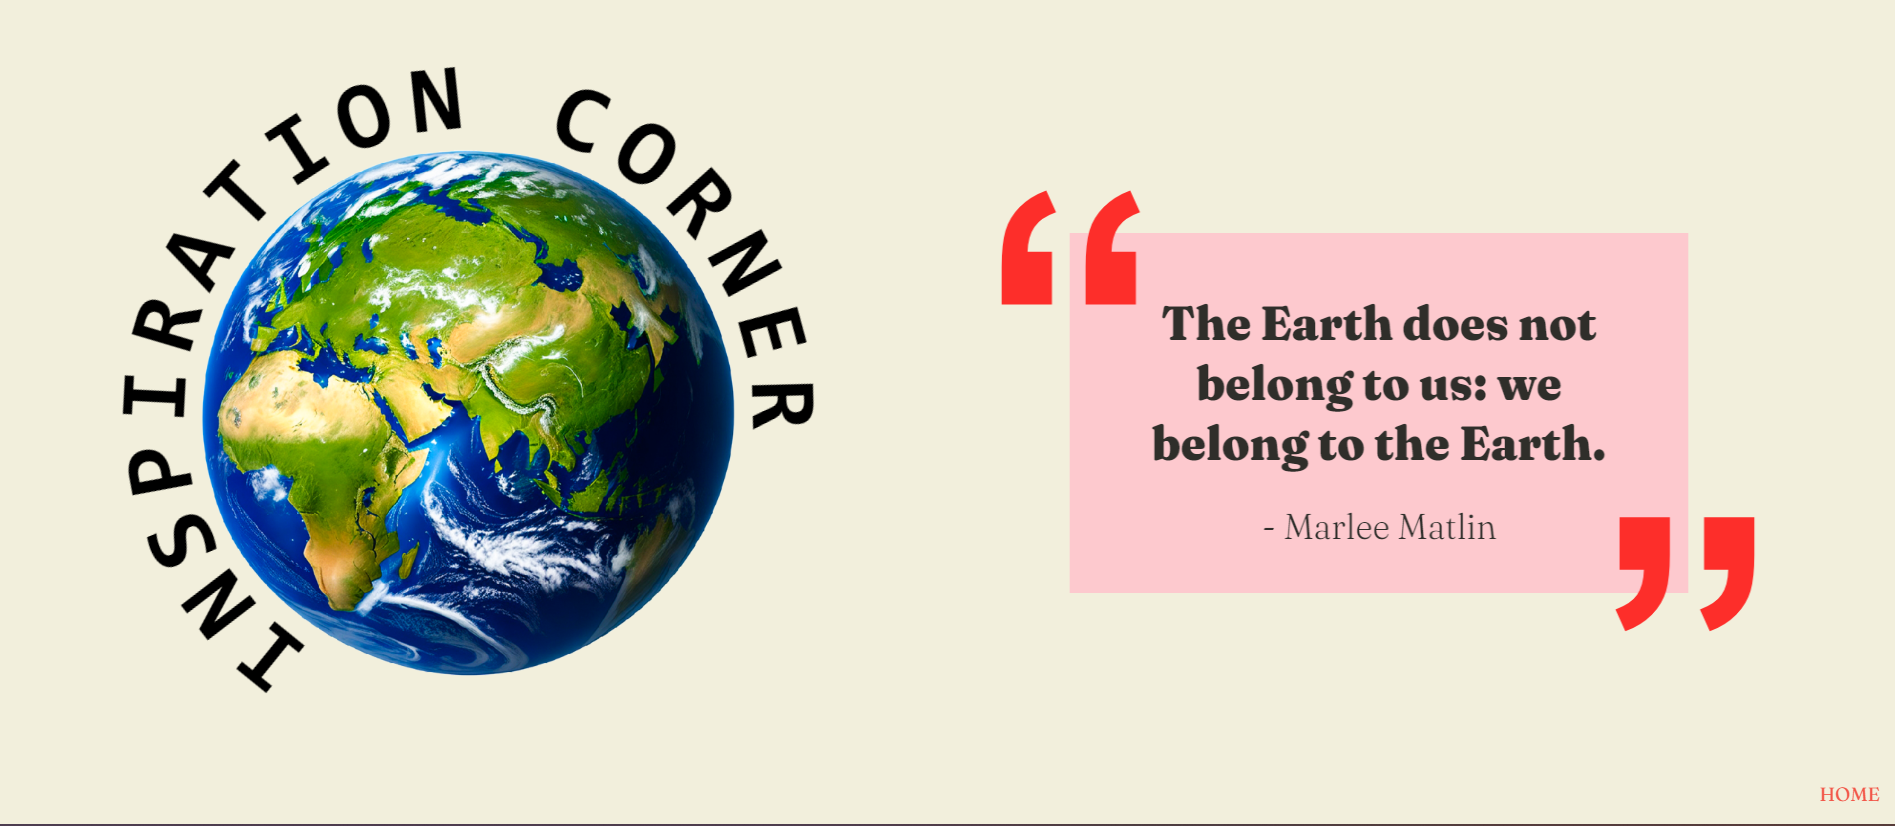 INSPIRATION CORNER
The Earth does not
belong to us: we
belong to the Earth.
- Marlee Matlin
HOME